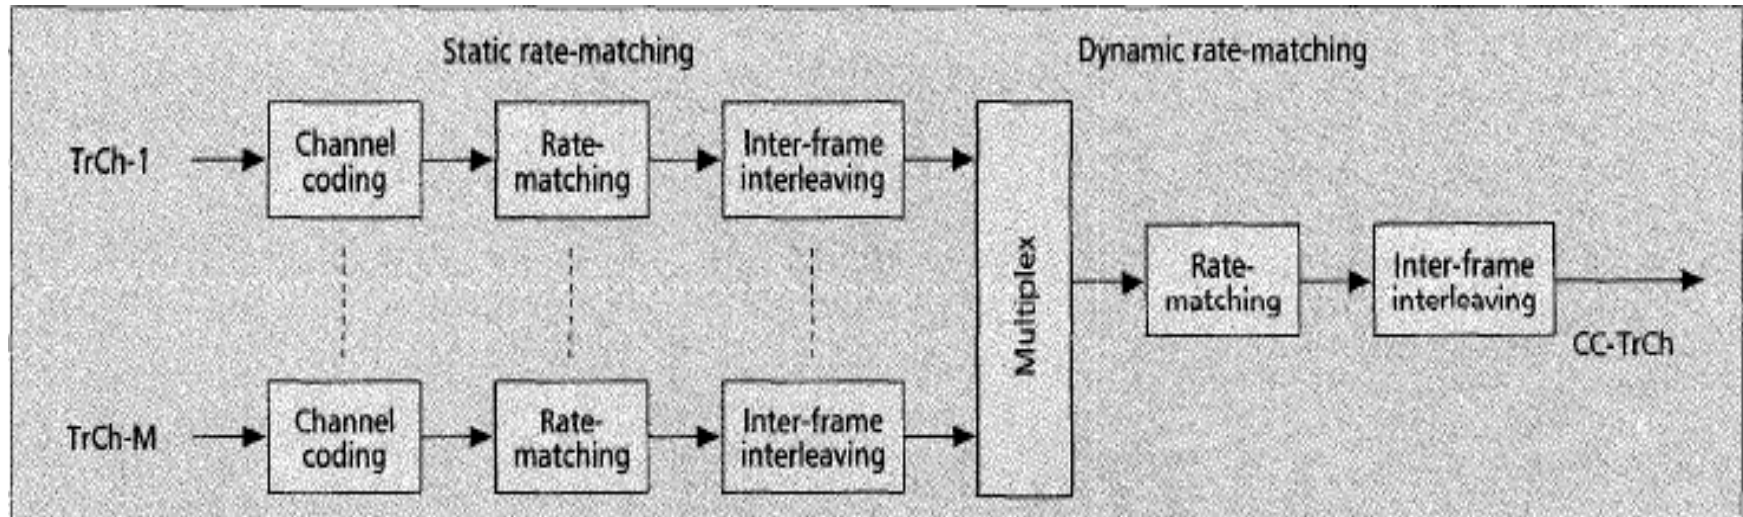 Static rate-matching
Dynamic rate-matching
TrCh-1
Channel
coding
Rate-
matching
Inter-frame
interleaving
Multiplex
Rate-
matching
Inter-frame
interleaving
CC-TrCh
TrCh-M
Channel
coding
Rate-
matching
Inter-frame
interleaving